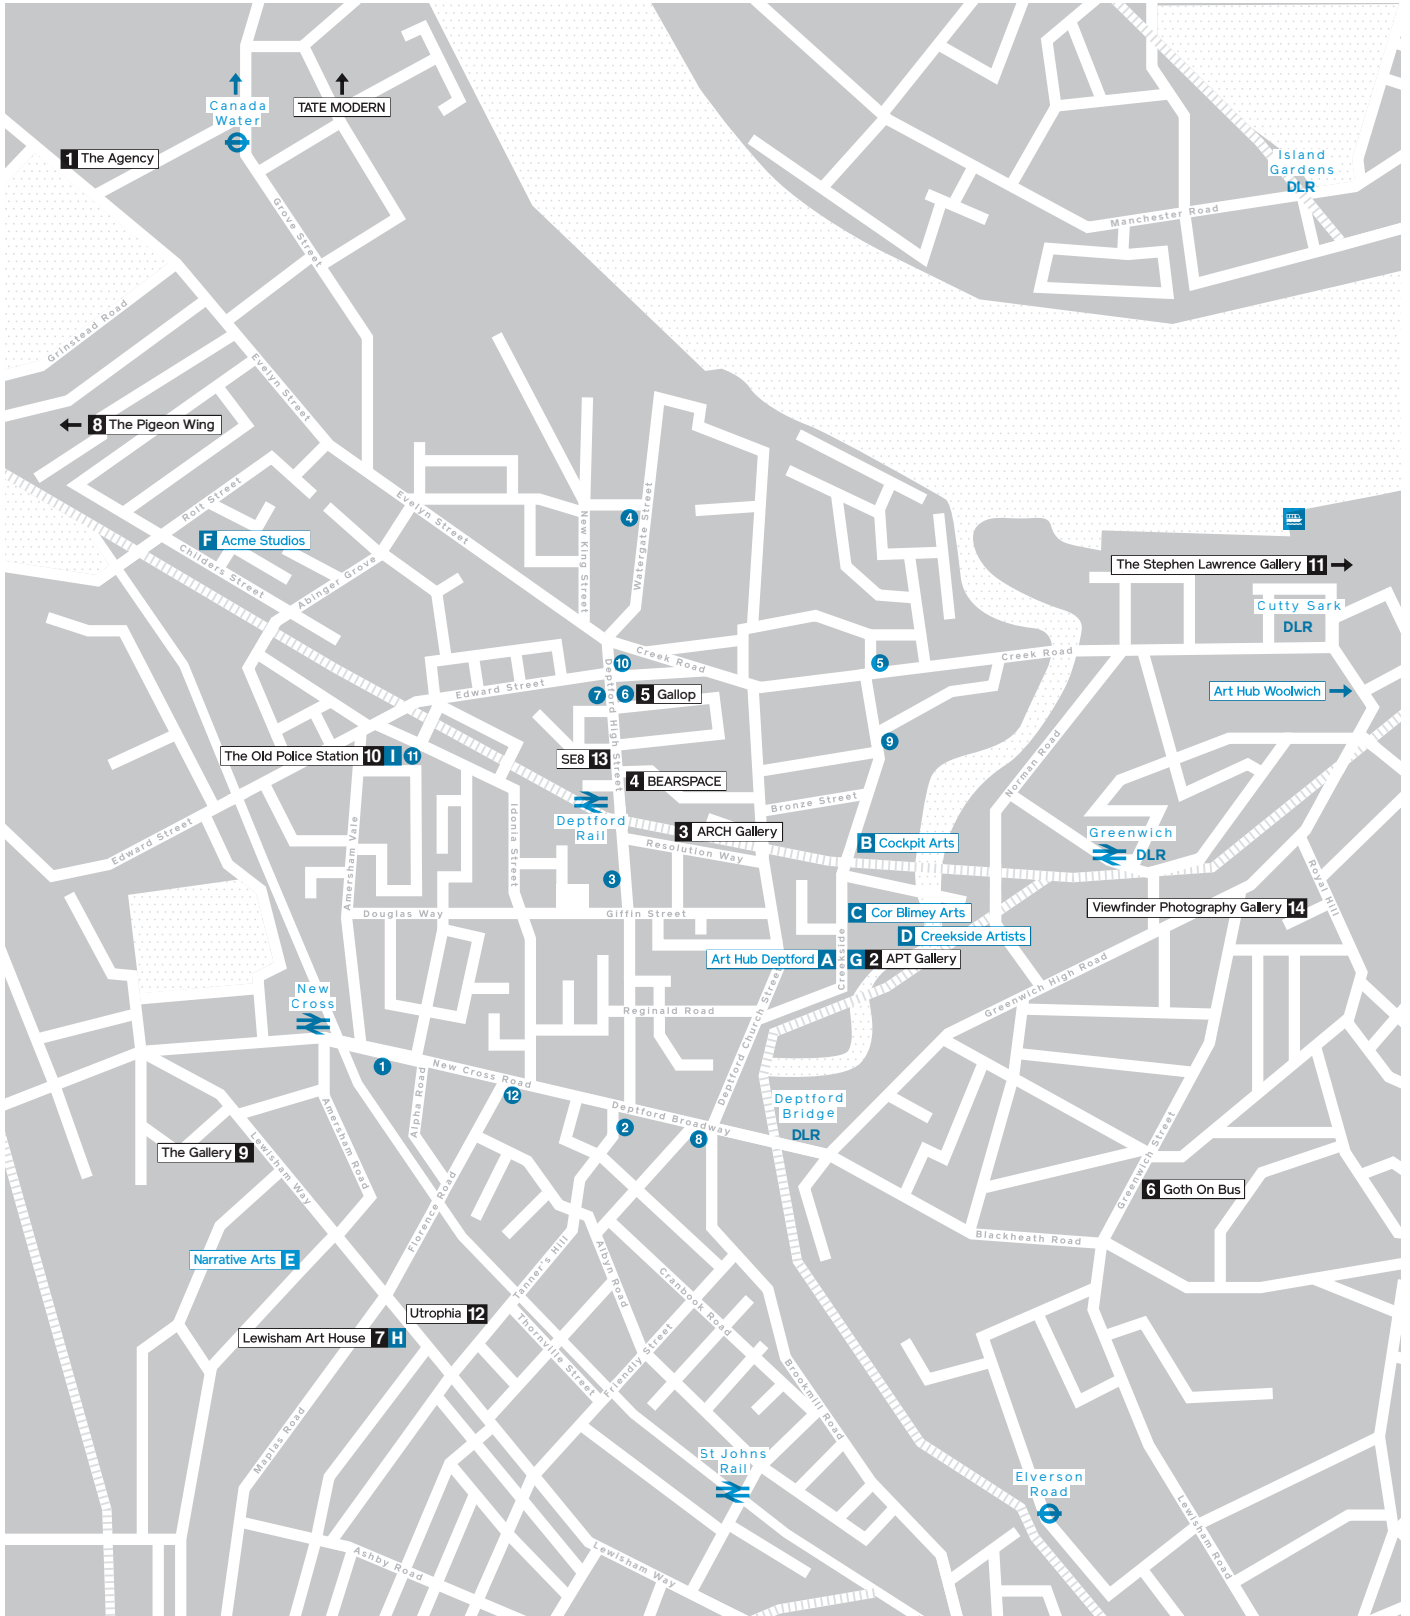 Canada
Water
TATE MODERN
1 The Agency
Island
Gardens
DLR
Manchester Road
Grove Street
Grinstead Road
Evelyn Street
8 The Pigeon Wing
Rolt Street
Evelyn Street
F Acme Studios
Childers Street
Abinger Grove
New King Street
4
Watergate Street
The Stephen Lawrence Gallery 11
Cutty Sark
DLR
Creek Road
Creek Road
10
5
Edward Street
Deptford High Street
7
6
5 Gallop
Art Hub Woolwich
9
The Old Police Station 10 I 11
SE8 13
4 BEARSPACE
Norman Road
Bronze Street
Deptford
Rail
Idonia Street
Edward Street
Amersham Vale
3 ARCH Gallery
Resolution Way
B Cockpit Arts
Greenwich
DLR
Royal Hill
3
Douglas Way
Giffin Street
C Cor Blimey Arts
Viewfinder Photography Gallery 14
D Creekside Artists
Art Hub Deptford A
G 2 APT Gallery
Creekside
Greenwich High Road
New
Cross
Reginald Road
Deptford Church Street
1
New Cross Road
12
Alpha Road
Deptford Broadway
2
8
Deptford
Bridge
DLR
Amersham Road
Lewisham Way
The Gallery 9
Greenwich Street
6 Goth On Bus
Florence Road
Blackheath Road
Narrative Arts E
Tanner's Hill
Albyn Road
Cranbook Road
Utrophia 12
Lewisham Art House 7 H
Thornville Street
Friendly Street
Brookmill Road
Maplas Road
St Johns
Rail
Elverson
Road
Lewisham Road
Ashby Road
Lewisham Way